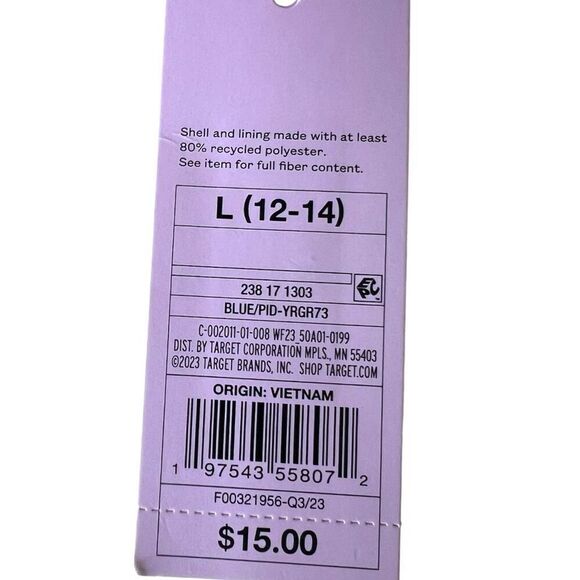 Shell and lining made with at least
80% recycled polyester.
See item for full fiber content.
L (12-14)
238 17 1303
BLUE/PID-YRGR73
C-002011-01-008 WF23_50A01-0199
DIST. BY TARGET CORPORATION MPLS., MN 55403
©2023 TARGET BRANDS, INC. SHOP TARGET.COM
ORIGIN: VIETNAM
1 97543 55807 2
F00321956-Q3/23
$15.00